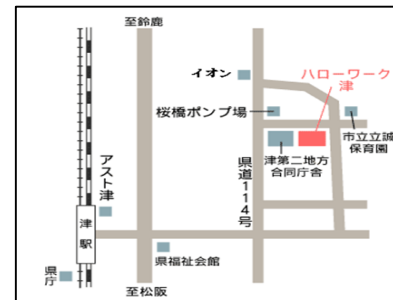 至鈴鹿
イオン
ハローワーク
津
桜橋ポンプ場
市立立誠
保育園
津第二地方
合同庁舎
アスト津
県道114号
津駅
県福祉会館
県庁
至松阪